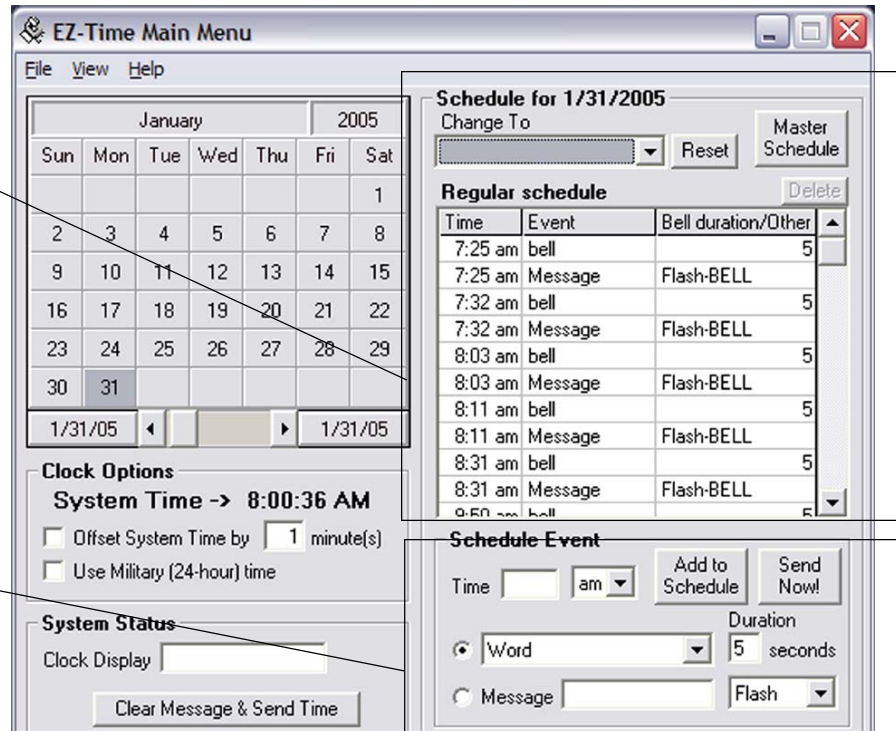 EZ-Time Main Menu
File View Help
January 2005
Sun Mon Tue Wed Thu Fri Sat
1
2 3 4 5 6 7 8
9 10 11 12 13 14 15
16 17 18 19 20 21 22
23 24 25 26 27 28 29
30 31
1/31/05 1/31/05
Clock Options
System Time -> 8:00:36 AM
Offset System Time by 1 minute(s)
Use Military (24-hour) time
System Status
Clock Display
Clear Message & Send Time
Schedule for 1/31/2005
Change To
Reset
Master
Schedule
Regular schedule Delete
Time Event Bell duration/Other
7:25 am bell 5
7:25 am Message Flash-BELL
7:32 am bell 5
7:32 am Message Flash-BELL
8:03 am bell 5
8:03 am Message Flash-BELL
8:11 am bell 5
8:11 am Message Flash-BELL
8:31 am bell 5
8:31 am Message Flash-BELL
9:50 am bell 5
Schedule Event
Time am
Add to
Schedule
Send
Now!
Duration
Word 5 seconds
Message Flash